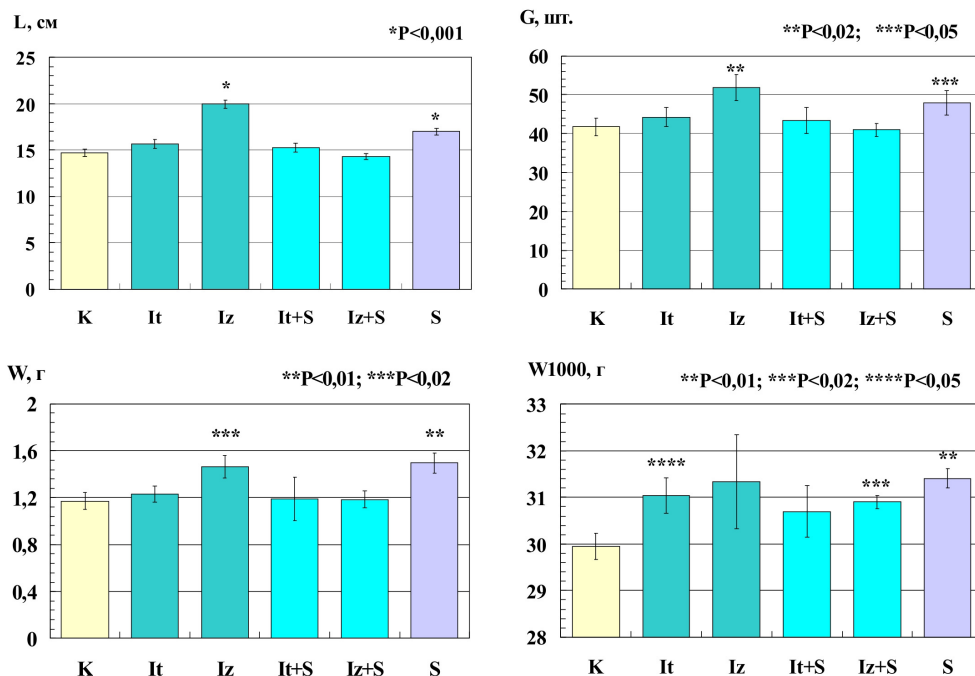 L, см
*P<0,001
25
20
15
10
5
0
*
*
K It Iz It+S Iz+S S
G, шт.
**P<0,02; ***P<0,05
60
50
40
30
20
10
0
**
***
K It Iz It+S Iz+S S
W, г
**P<0,01; ***P<0,02
2
1,6
1,2
0,8
0,4
0
***
**
K It Iz It+S Iz+S S
W1000, г
**P<0,01; ***P<0,02; ****P<0,05
33
32
31
30
29
28
****
***
**
K It Iz It+S Iz+S S